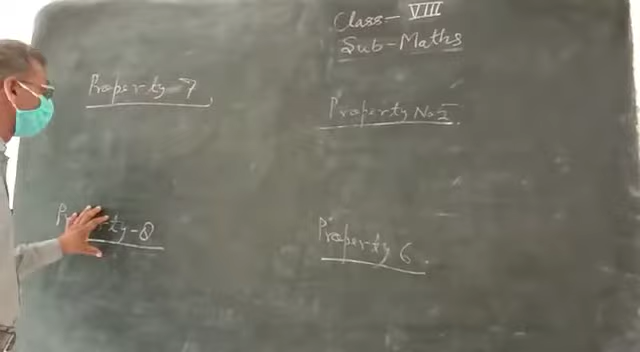 Class- VIII
Sub-Maths
Property-7
Property No 5
Property-8
Property 6